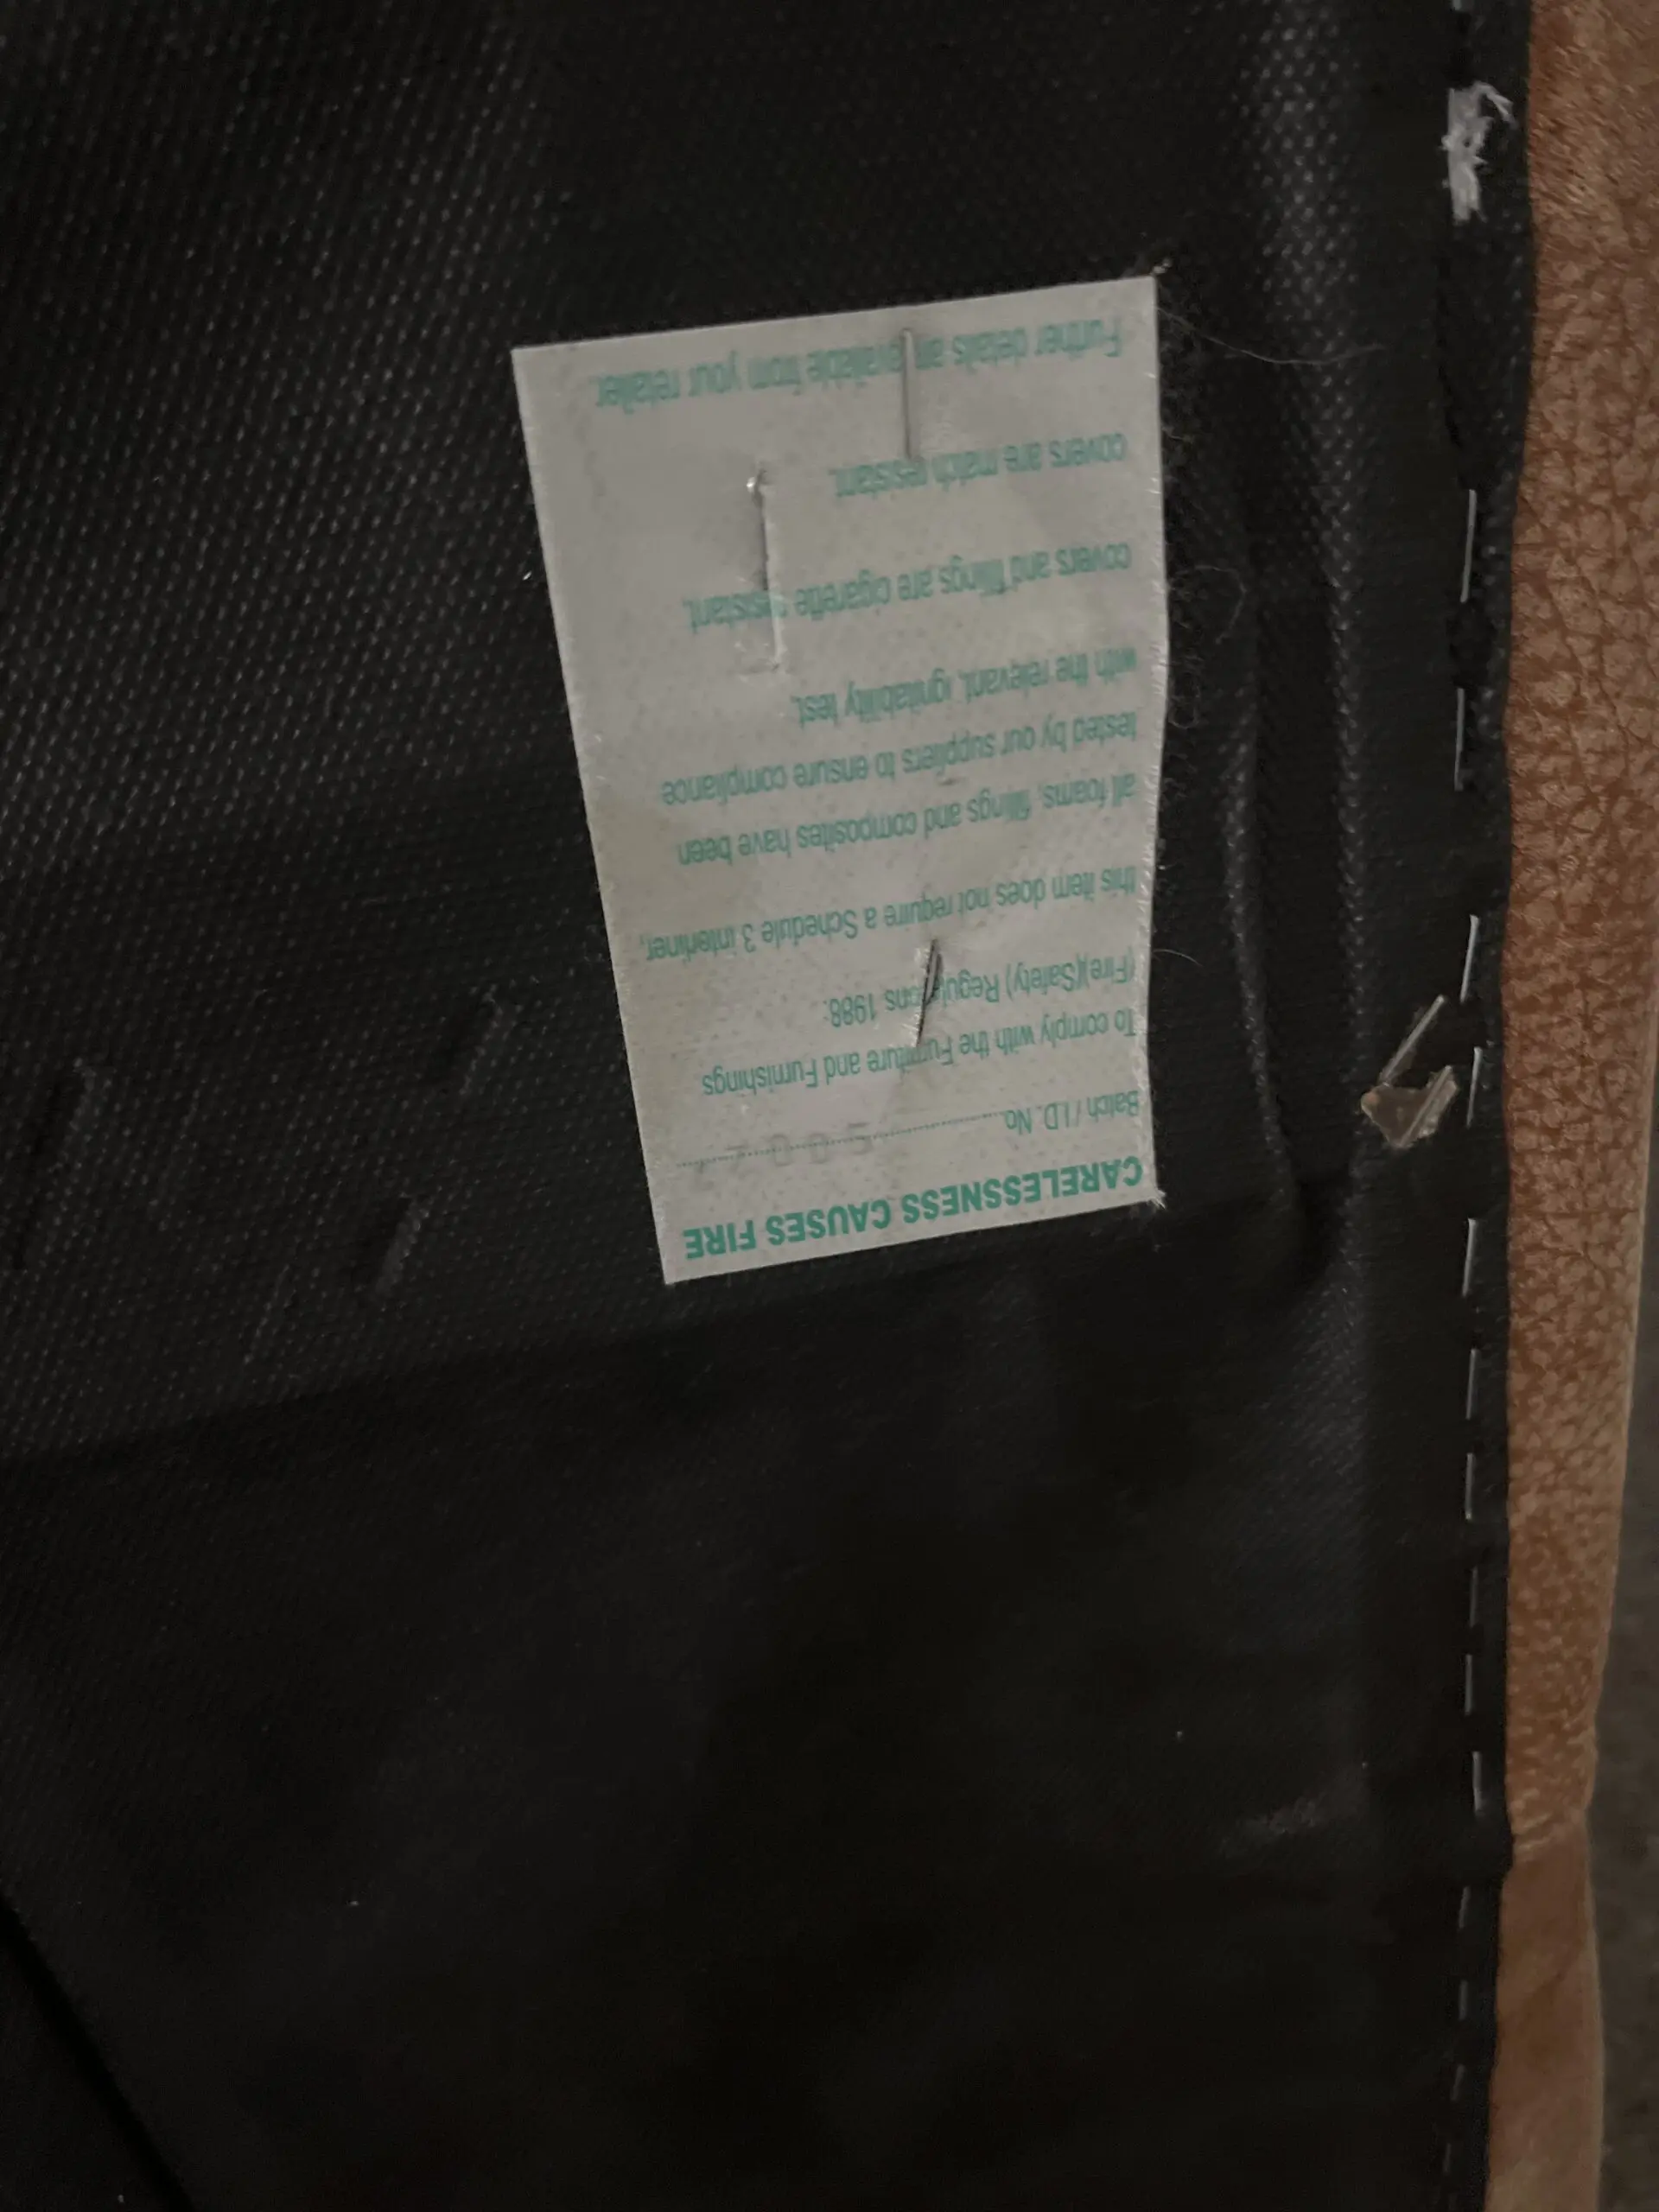 CARELESSNESS CAUSES FIRE
Batch / I.D. No.
To comply with the Furniture and Furnishings
(Fire)(Safety) Regulations 1988:
this item does not require a Schedule 3 interliner,
all foams, fillings and composites have been
tested by our suppliers to ensure compliance
with the relevant, ignitability test,
covers and fillings are cigarette resistant,
covers are match resistant.
Further details are available from your retailer.